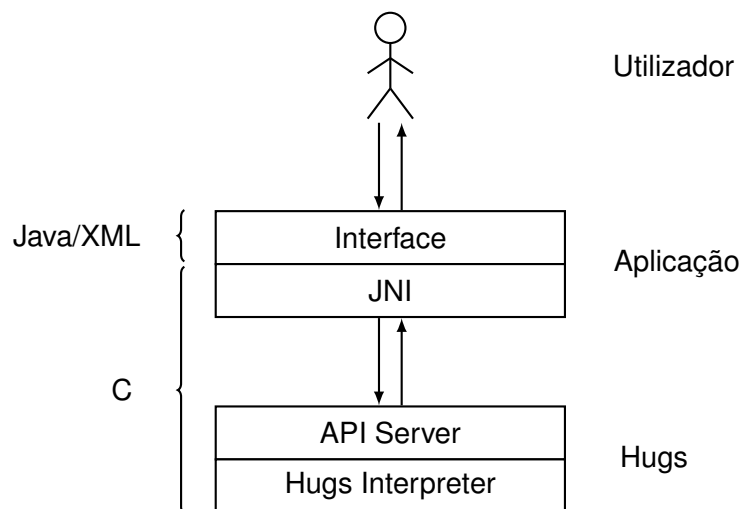 Utilizador
Java/XML
Interface
Aplicação
JNI
C
API Server
Hugs
Hugs Interpreter